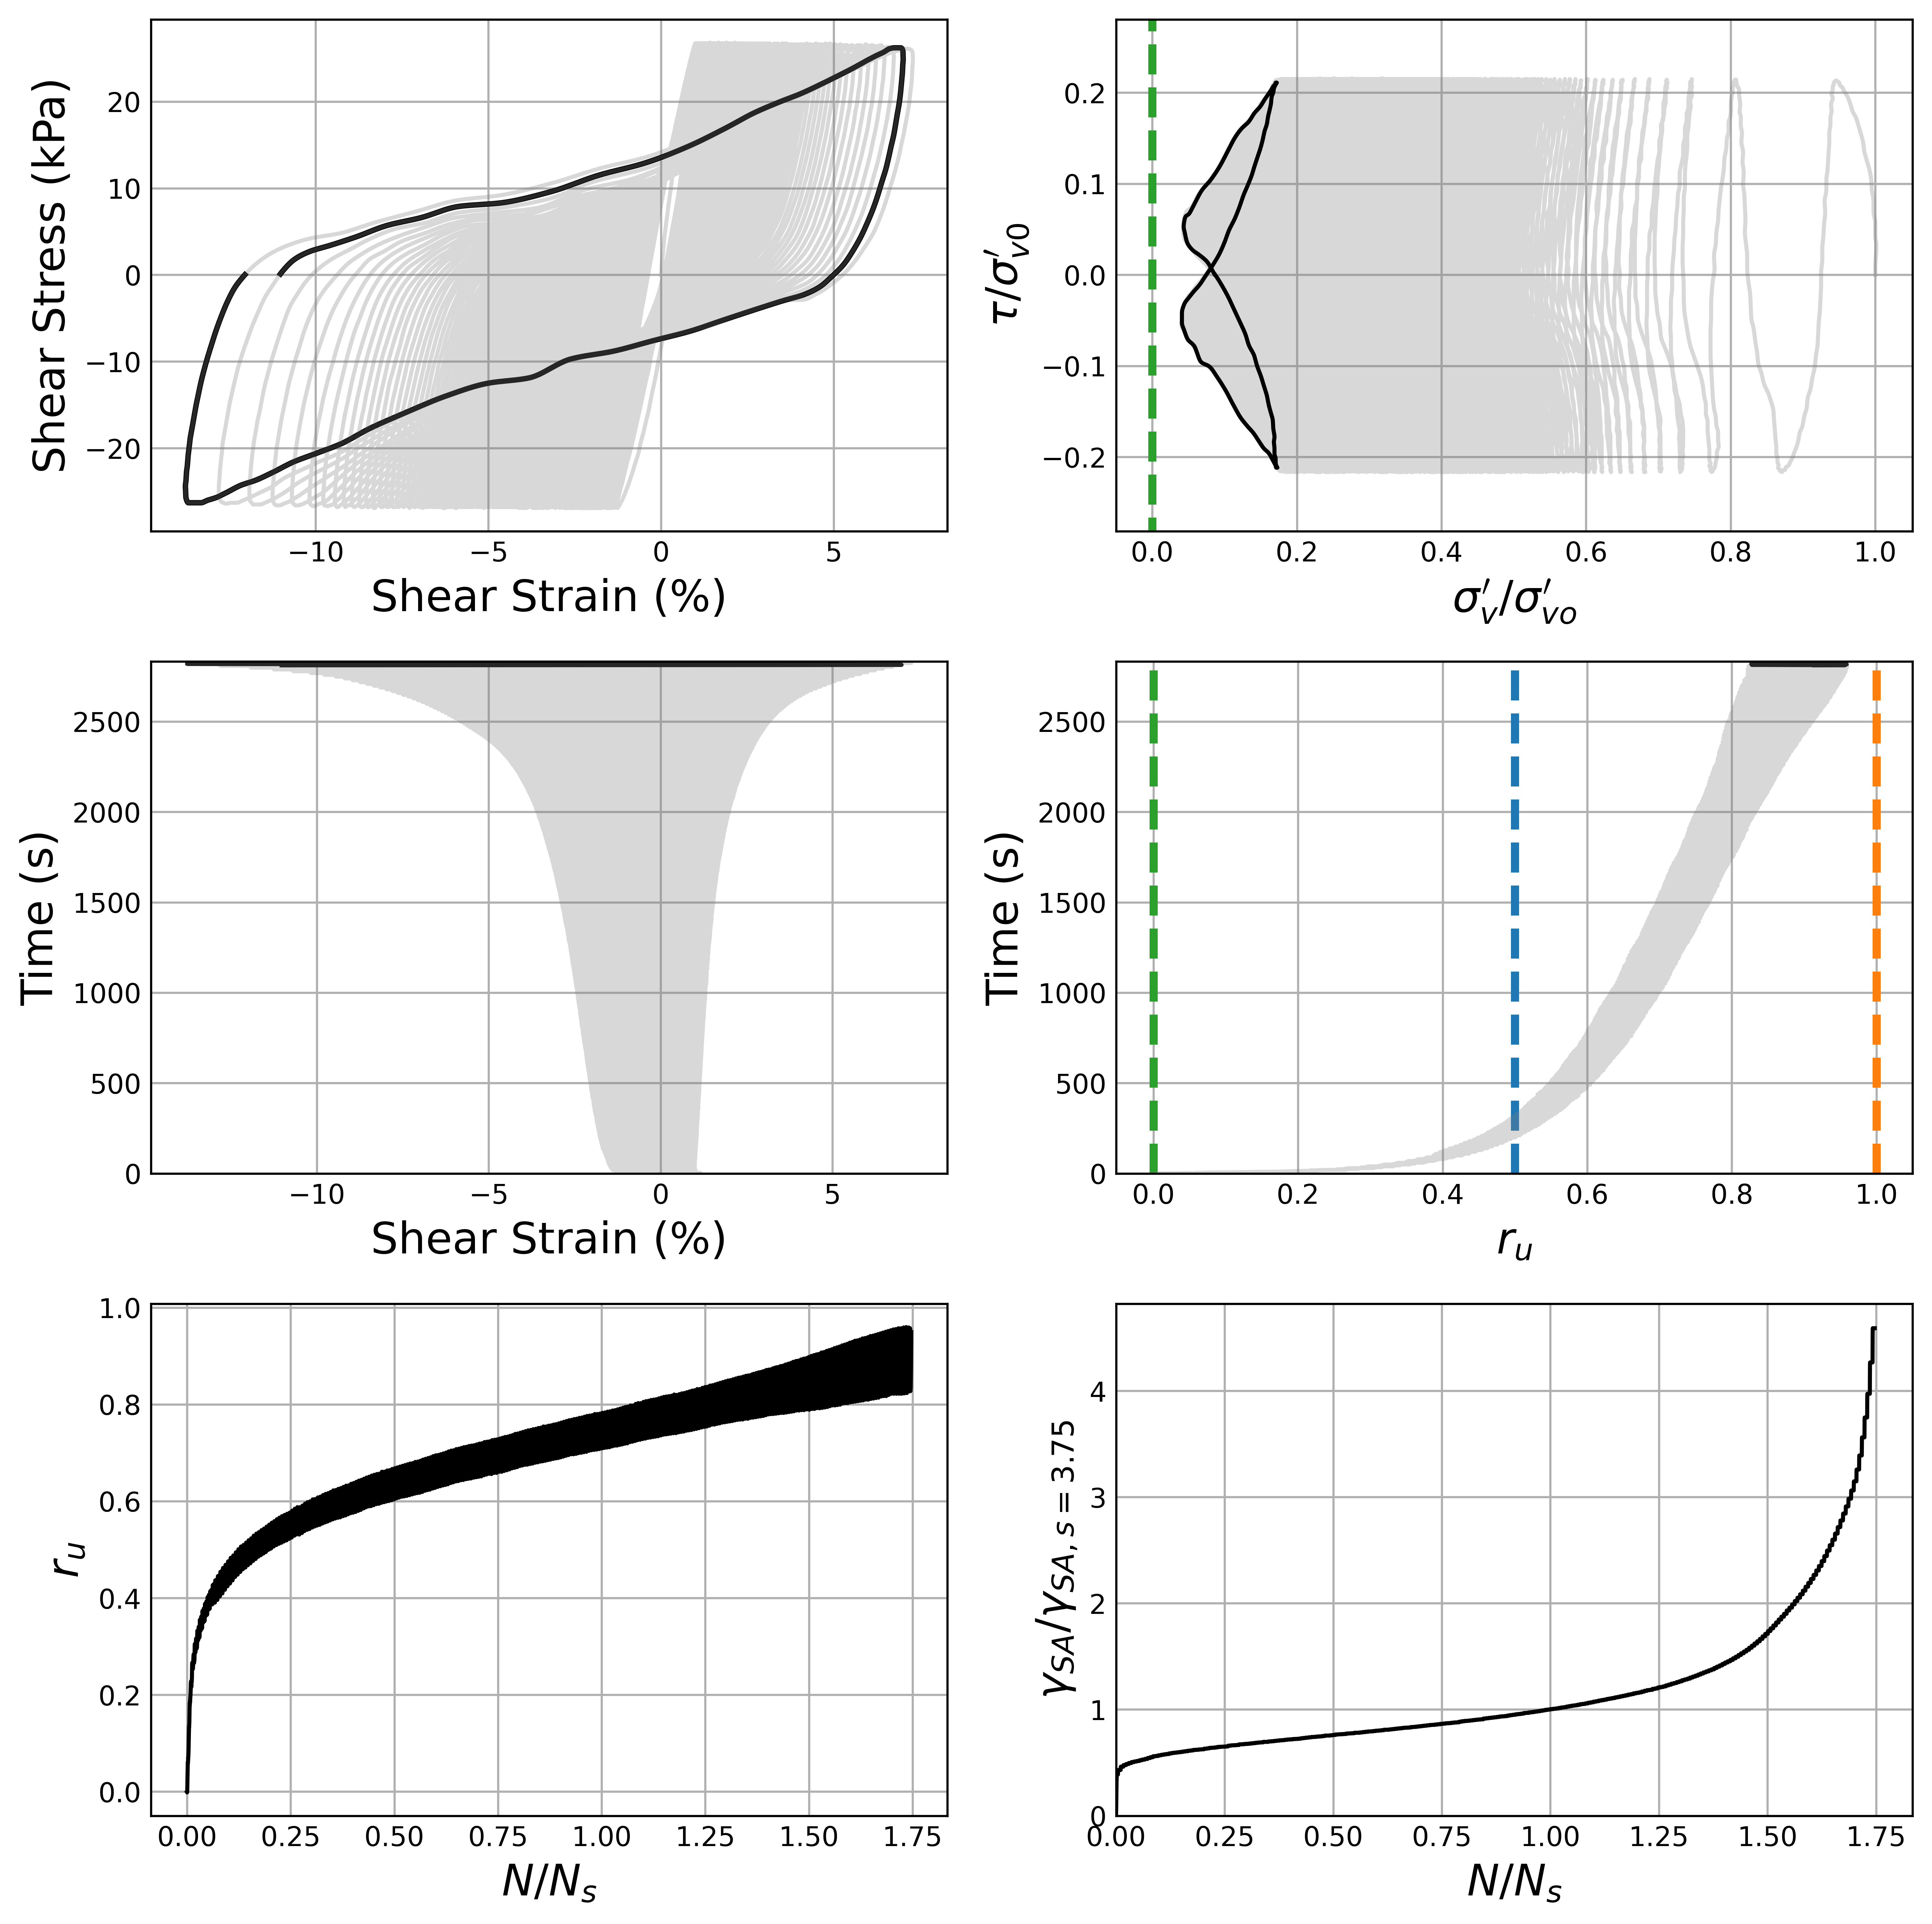 20
10
0
−10
−20
Shear Stress (kPa)
−10 −5 0 5
Shear Strain (%)
0.2
0.1
0.0
−0.1
−0.2
τ/σ′v0
0.0 0.2 0.4 0.6 0.8 1.0
σ′v/σ′vo
2500
2000
1500
1000
500
0
Time (s)
−10 −5 0 5
Shear Strain (%)
2500
2000
1500
1000
500
0
Time (s)
0.0 0.2 0.4 0.6 0.8 1.0
ru
1.0
0.8
0.6
0.4
0.2
0.0
ru
0.00 0.25 0.50 0.75 1.00 1.25 1.50 1.75
N/Ns
4
3
2
1
0
γSA/γSA, s = 3.75
0.00 0.25 0.50 0.75 1.00 1.25 1.50 1.75
N/Ns